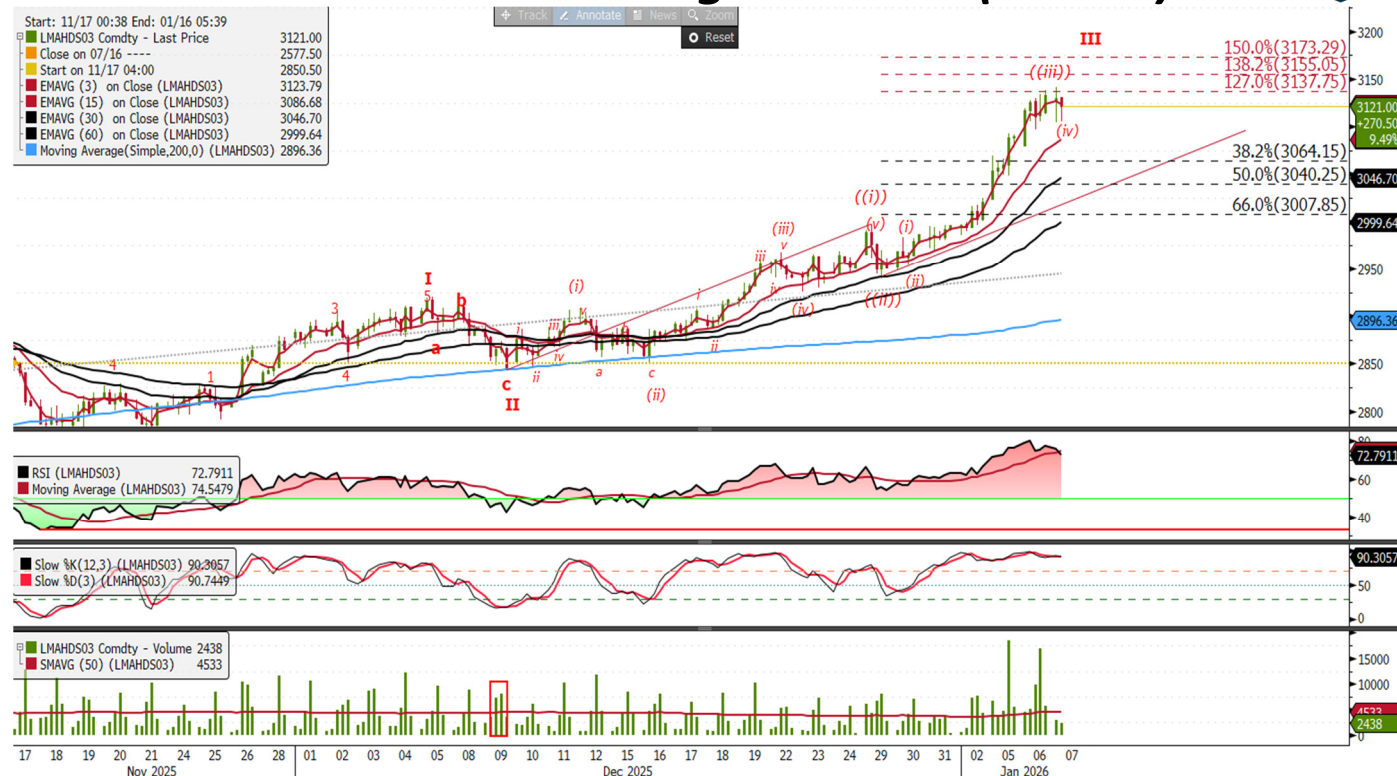 Start: 11/17 00:38 End: 01/16 05:39
LMAHDS03 Comdty - Last Price 3121.00
Close on 07/16 ---- 2577.50
Start on 11/17 04:00 2850.50
EMAVG (3) on Close (LMAHDS03) 3123.79
EMAVG (15) on Close (LMAHDS03) 3086.68
EMAVG (30) on Close (LMAHDS03) 3046.70
EMAVG (60) on Close (LMAHDS03) 2999.64
Moving Average(Simple,200,0) (LMAHDS03) 2896.36
Track Annotate News Zoom
Reset
III
150.0%(3173.29)
138.2%(3155.05)
127.0%(3137.75)
((iii))
(iv)
38.2%(3064.15)
50.0%(3040.25)
66.0%(3007.85)
((i))
(v) (i)
(ii)
((ii))
(iii)
v
iii
iv
(iv)
i
ii
(i)
v
iii
i
iv
ii
b
a
c
(ii)
I
5
b
a
3
4
1
4
c
II
3200
3150
3121.00
+270.50
9.49%
3046.70
2999.64
2950
2896.36
2850
2800
RSI (LMAHDS03) 72.7911
Moving Average (LMAHDS03) 74.5479
80
72.7911
60
40
Slow %K(12,3) (LMAHDS03) 90.3057
Slow %D(3) (LMAHDS03) 90.7449
90.3057
50
0
LMAHDS03 Comdty - Volume 2438
SMAVG (50) (LMAHDS03) 4533
15000
10000
4533
2438
0
17 18 19 20 21 24 25 26 28 01 02 03 04 05 08 09 10 11 12 15 16 17 18 19 22 23 24 29 30 31 02 05 06 07
Nov 2025 Dec 2025 Jan 2026